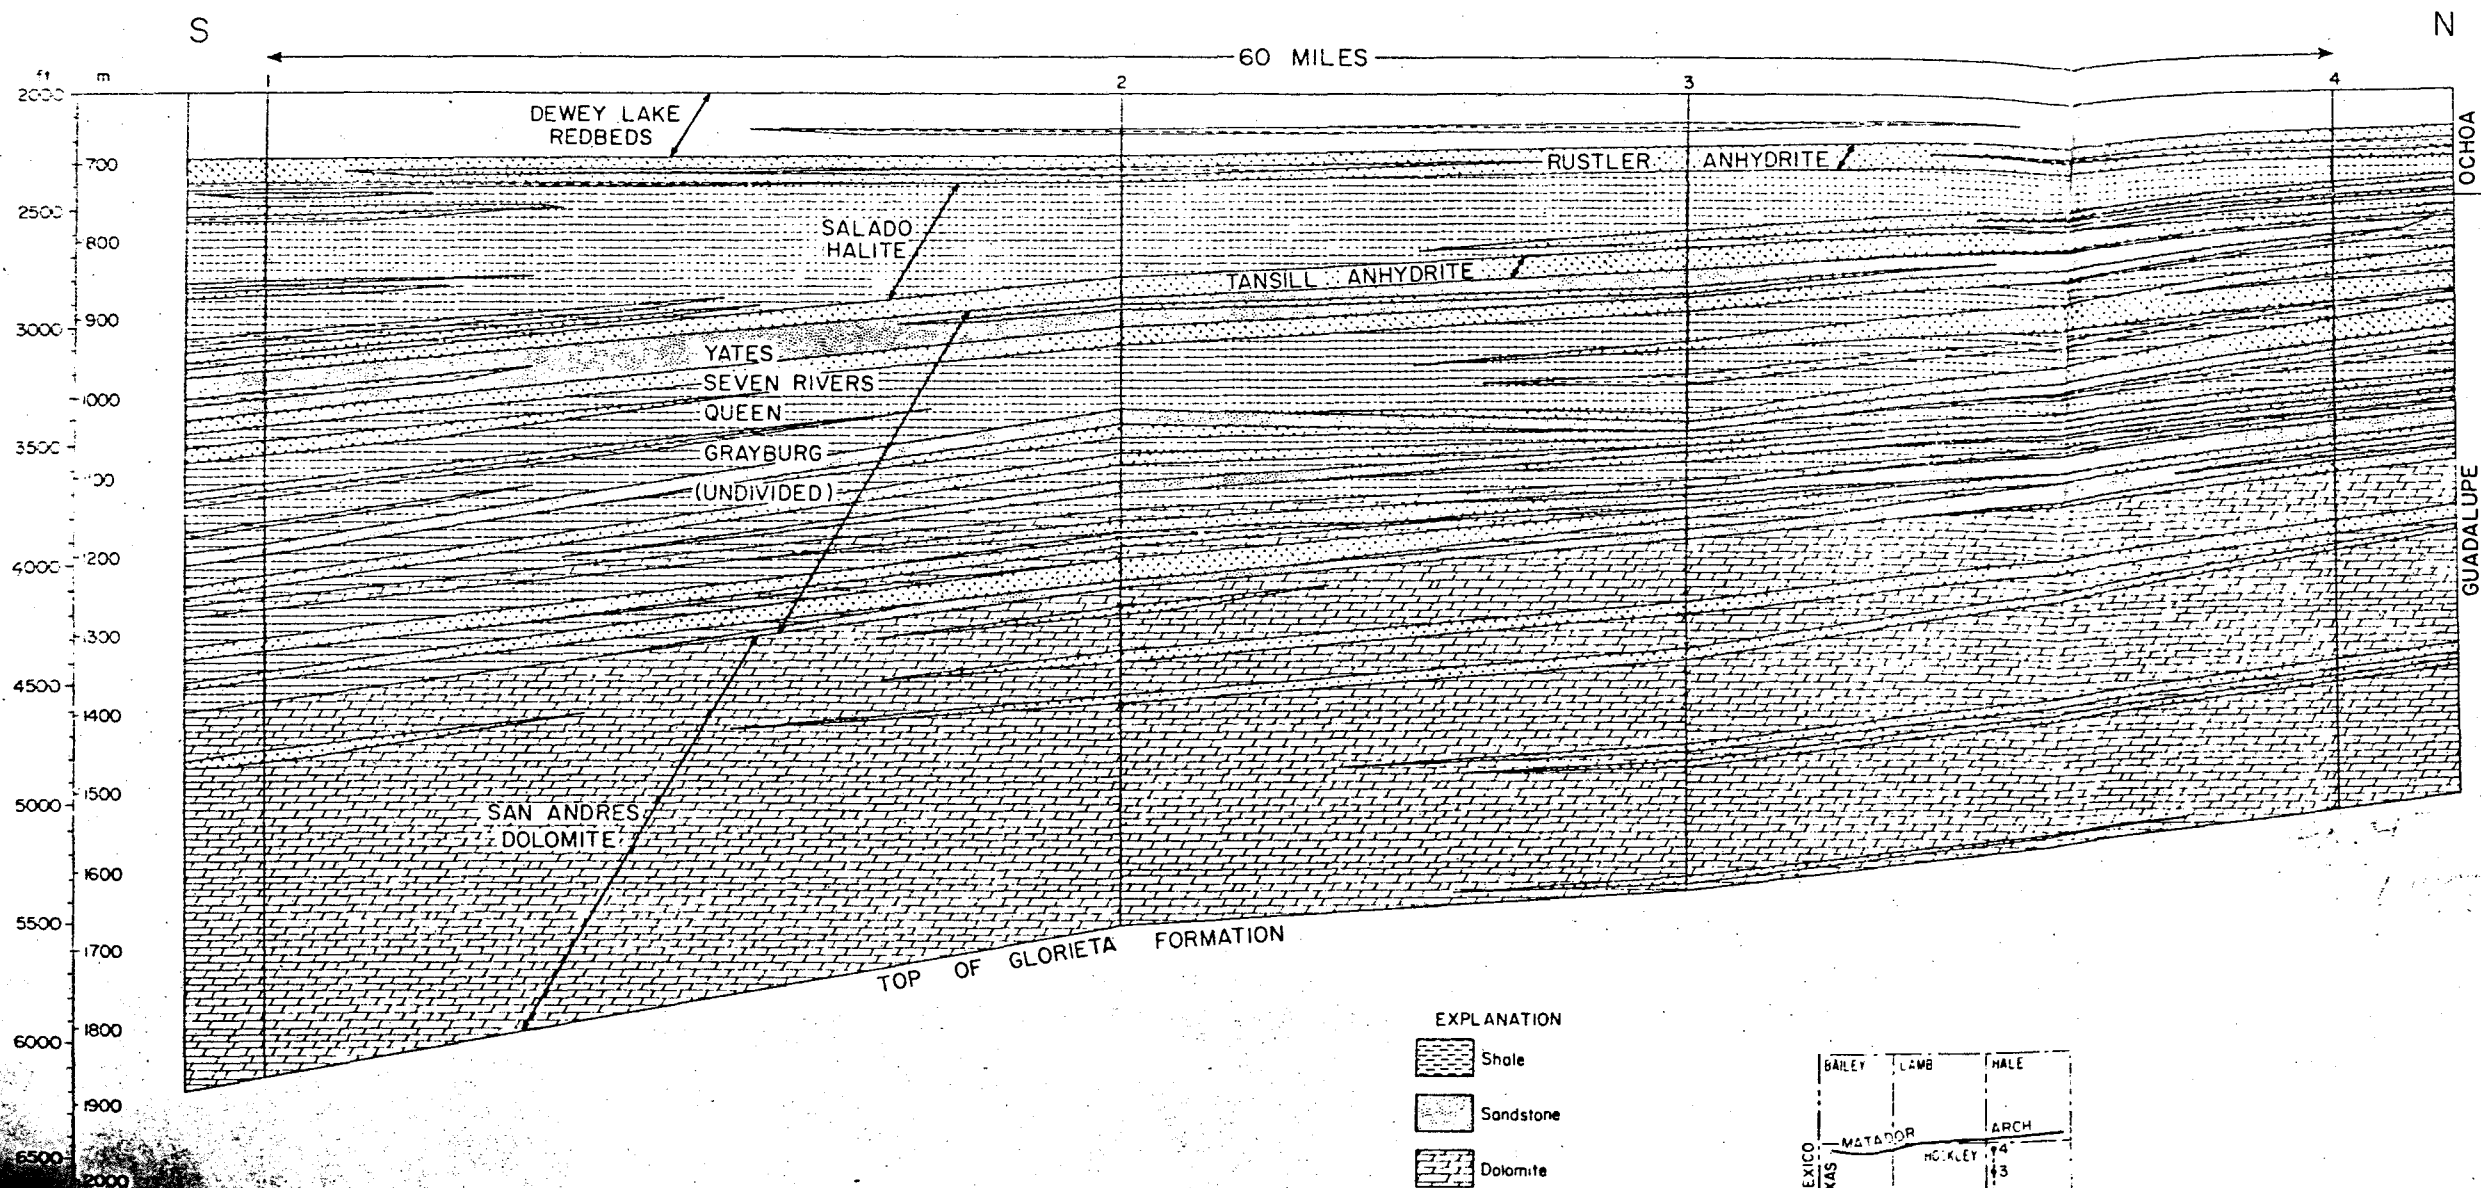 S
N
60 MILES
ft m
2 3 4
2000
DEWEY LAKE
REDBEDS
OCHOA
700
RUSTLER ANHYDRITE
2500
800
SALADO
HALITE
TANSILL ANHYDRITE
3000
900
YATES
SEVEN RIVERS
QUEEN
GRAYBURG
(UNDIVIDED)
1000
3500
GUADALUPE
4000
1200
1300
4500
1400
1500
5000
SAN ANDRES
DOLOMITE
1600
5500
1700
TOP OF GLORIETA FORMATION
1800
6000
1900
6500
2000
EXPLANATION
Shale
Sandstone
Dolomite
BAILEY LAMB HALE
MATADOR ARCH
HOCKLEY 4
3